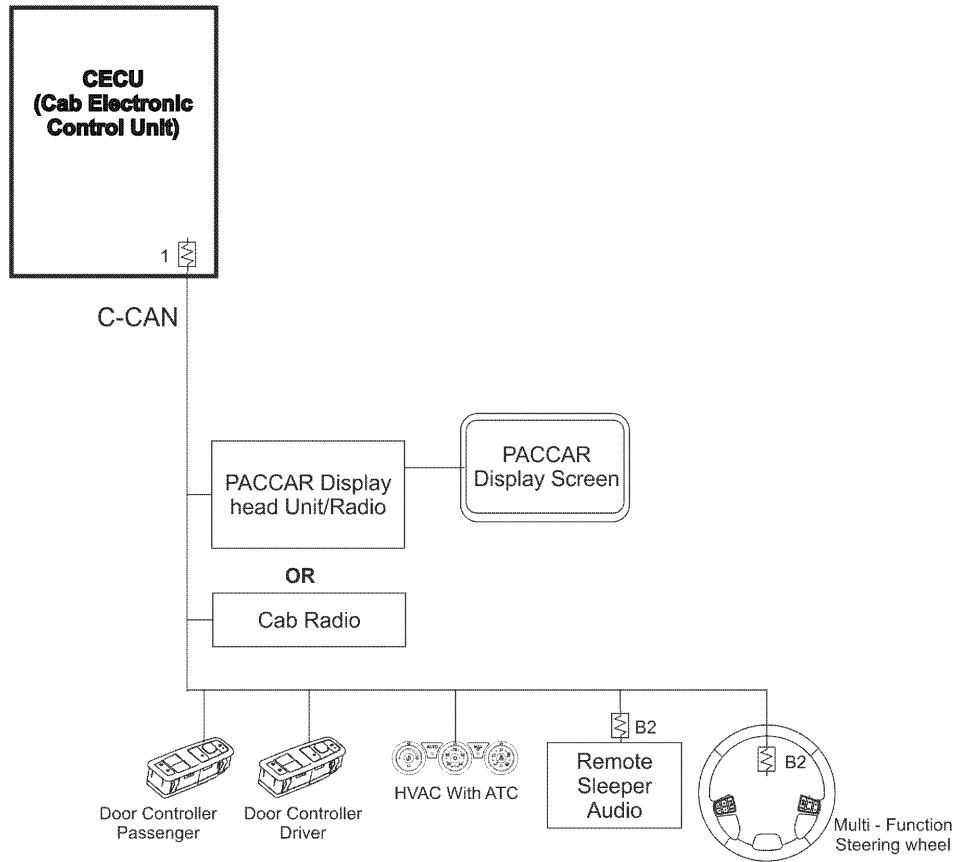 CECU
(Cab Electronic
Control Unit)
1
C-CAN
PACCAR Display
head Unit/Radio
PACCAR
Display Screen
OR
Cab Radio
B2
Remote
Sleeper
Audio
B2
HVAC With ATC
Door Controller
Passenger
Door Controller
Driver
Multi - Function
Steering wheel